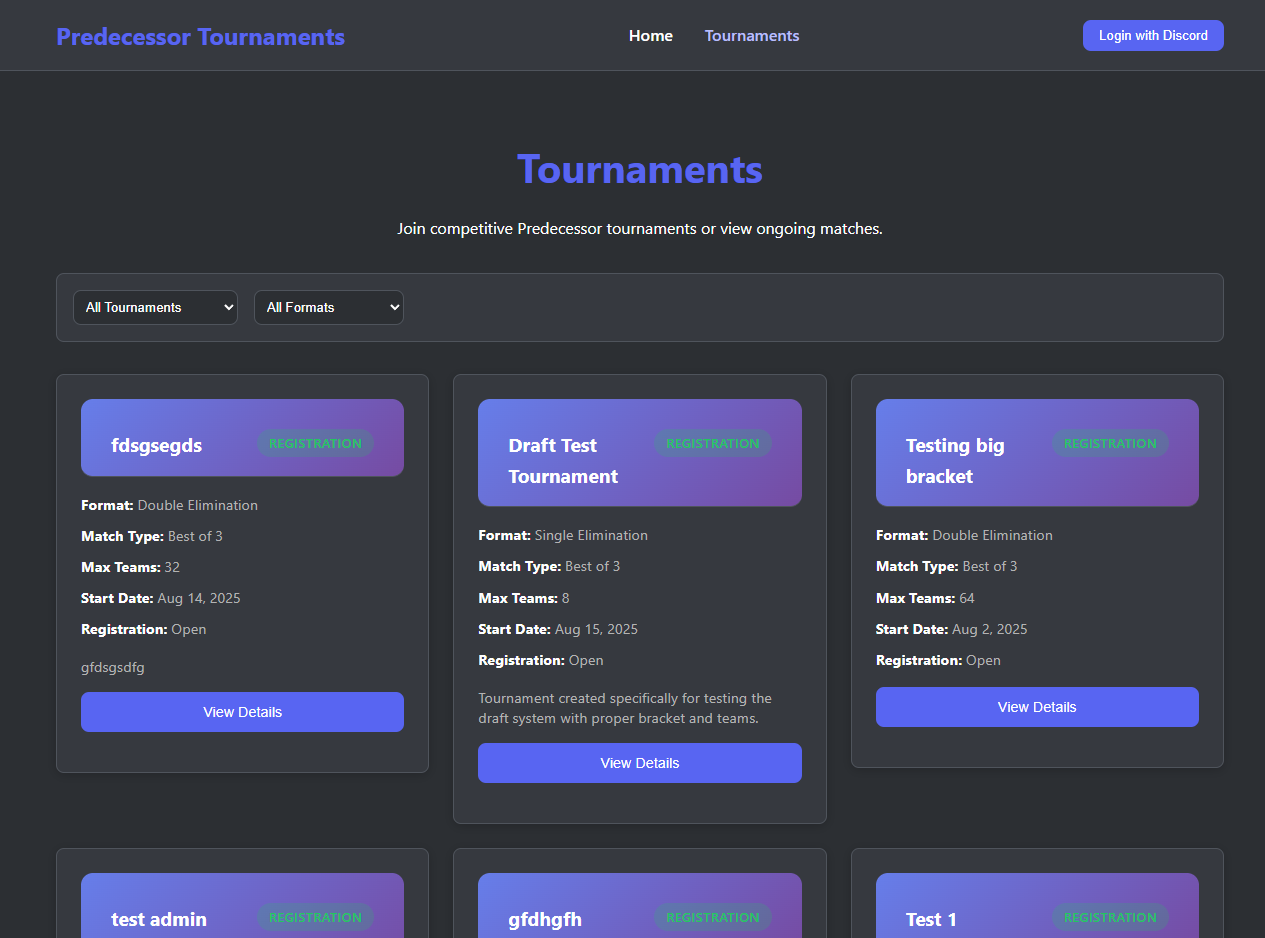 Predecessor Tournaments
Home
Tournaments
Login with Discord
Tournaments
Join competitive Predecessor tournaments or view ongoing matches.
All Tournaments
All Formats
fdsgsegds
REGISTRATION
Format: Double Elimination
Match Type: Best of 3
Max Teams: 32
Start Date: Aug 14, 2025
Registration: Open
gfdsgsdfg
View Details
Draft Test
Tournament
REGISTRATION
Format: Single Elimination
Match Type: Best of 3
Max Teams: 8
Start Date: Aug 15, 2025
Registration: Open
Tournament created specifically for testing the
draft system with proper bracket and teams.
View Details
Testing big
bracket
REGISTRATION
Format: Double Elimination
Match Type: Best of 3
Max Teams: 64
Start Date: Aug 2, 2025
Registration: Open
View Details
test admin
REGISTRATION
gfdhgfh
REGISTRATION
Test 1
REGISTRATION